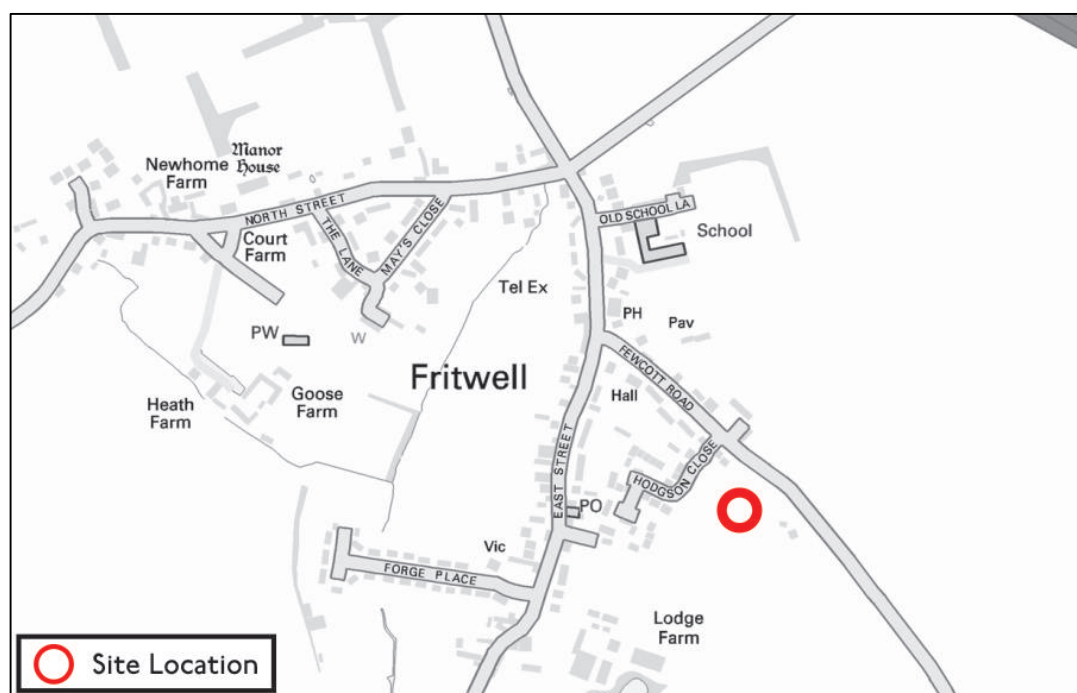 Manor
House
Newhome
Farm
NORTH STREET
THE LANE
MAY'S CLOSE
Court
Farm
OLD SCHOOL LA
School
Tel Ex
PH
Pav
PW
W
Fritwell
FEWCOTT ROAD
Hall
Heath
Farm
Goose
Farm
EAST STREET
HODGSON CLOSE
PO
Vic
FORGE PLACE
Lodge
Farm
Site Location